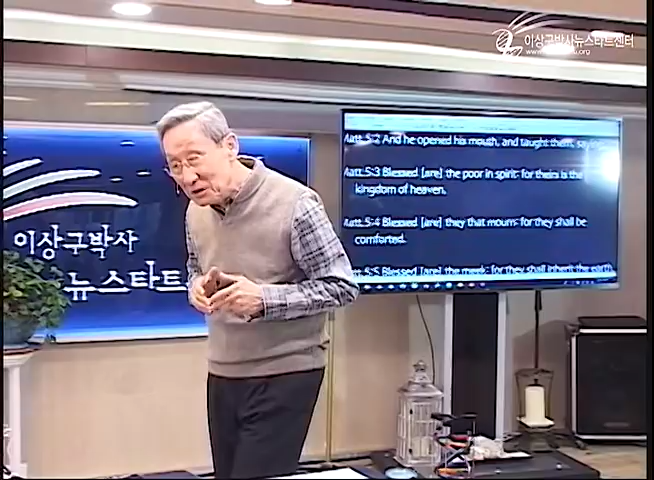 이상구박사뉴스타트센터
Matt.5:2 And he opened his mouth, and taught them,
Matt.5:3 Blessed [are] the poor in spirit: for theirs is the
kingdom of heaven.
Matt.5:4 Blessed [are] they that mourn: for they shall be
comforted.
Matt.5:5 Blessed [are] the meek: for they shall inherit the earth
이상구박사
뉴스타트